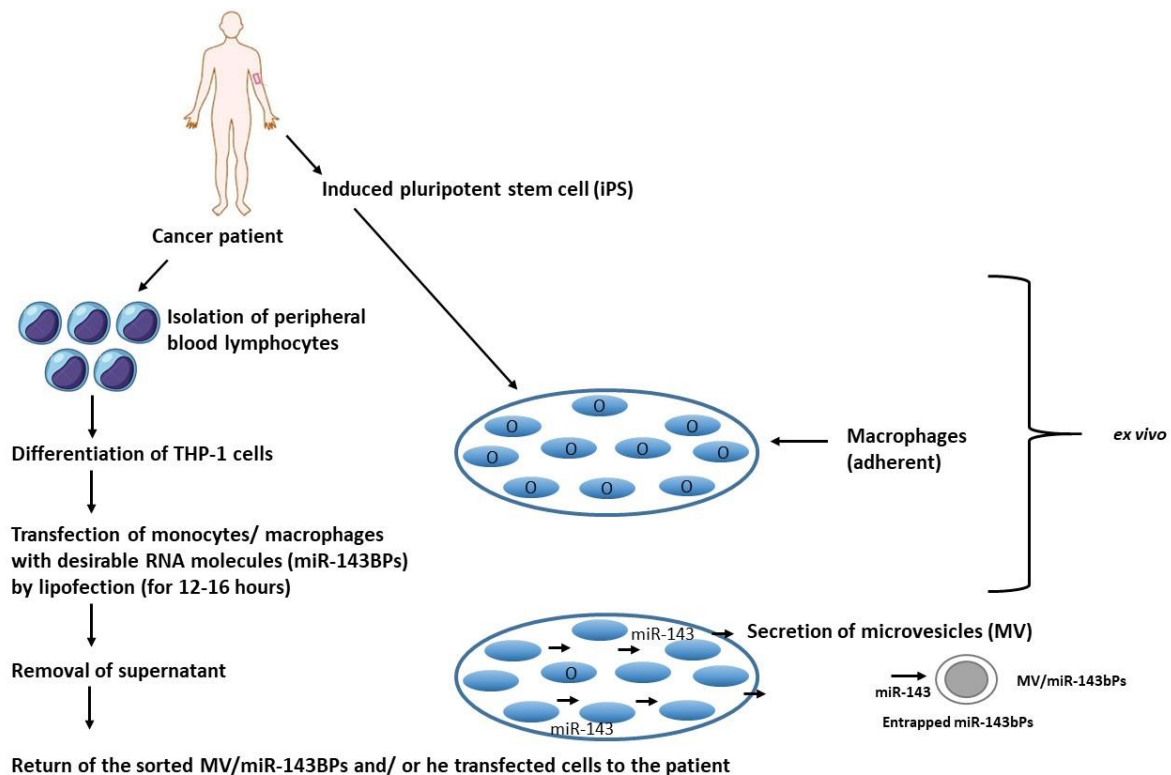 Induced pluripotent stem cell (iPS)
Cancer patient
Isolation of peripheral
blood lymphocytes
Differentiation of THP-1 cells
Transfection of monocytes/ macrophages
with desirable RNA molecules (miR-143BPs)
by lipofection (for 12-16 hours)
Removal of supernatant
Return of the sorted MV/miR-143BPs and/ or he transfected cells to the patient
O
O O O
O O O O
O O O
Macrophages
(adherent)
ex vivo
miR-143
O
miR-143
Secretion of microvesicles (MV)
miR-143
MV/miR-143bPs
Entrapped miR-143bPs